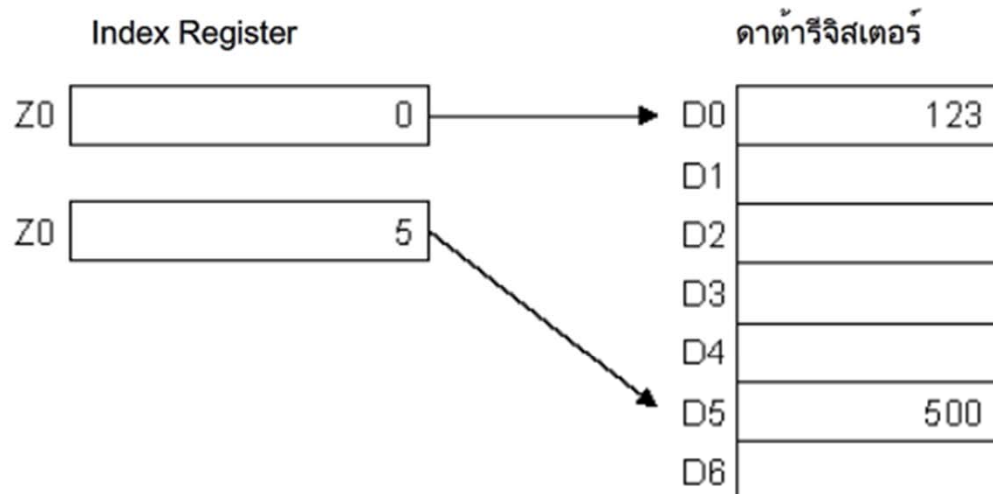 Index Register
ดาต้ารีจิสเตอร์
Z0 0
D0 123
D1
Z0 5
D2
D3
D4
D5 500
D6